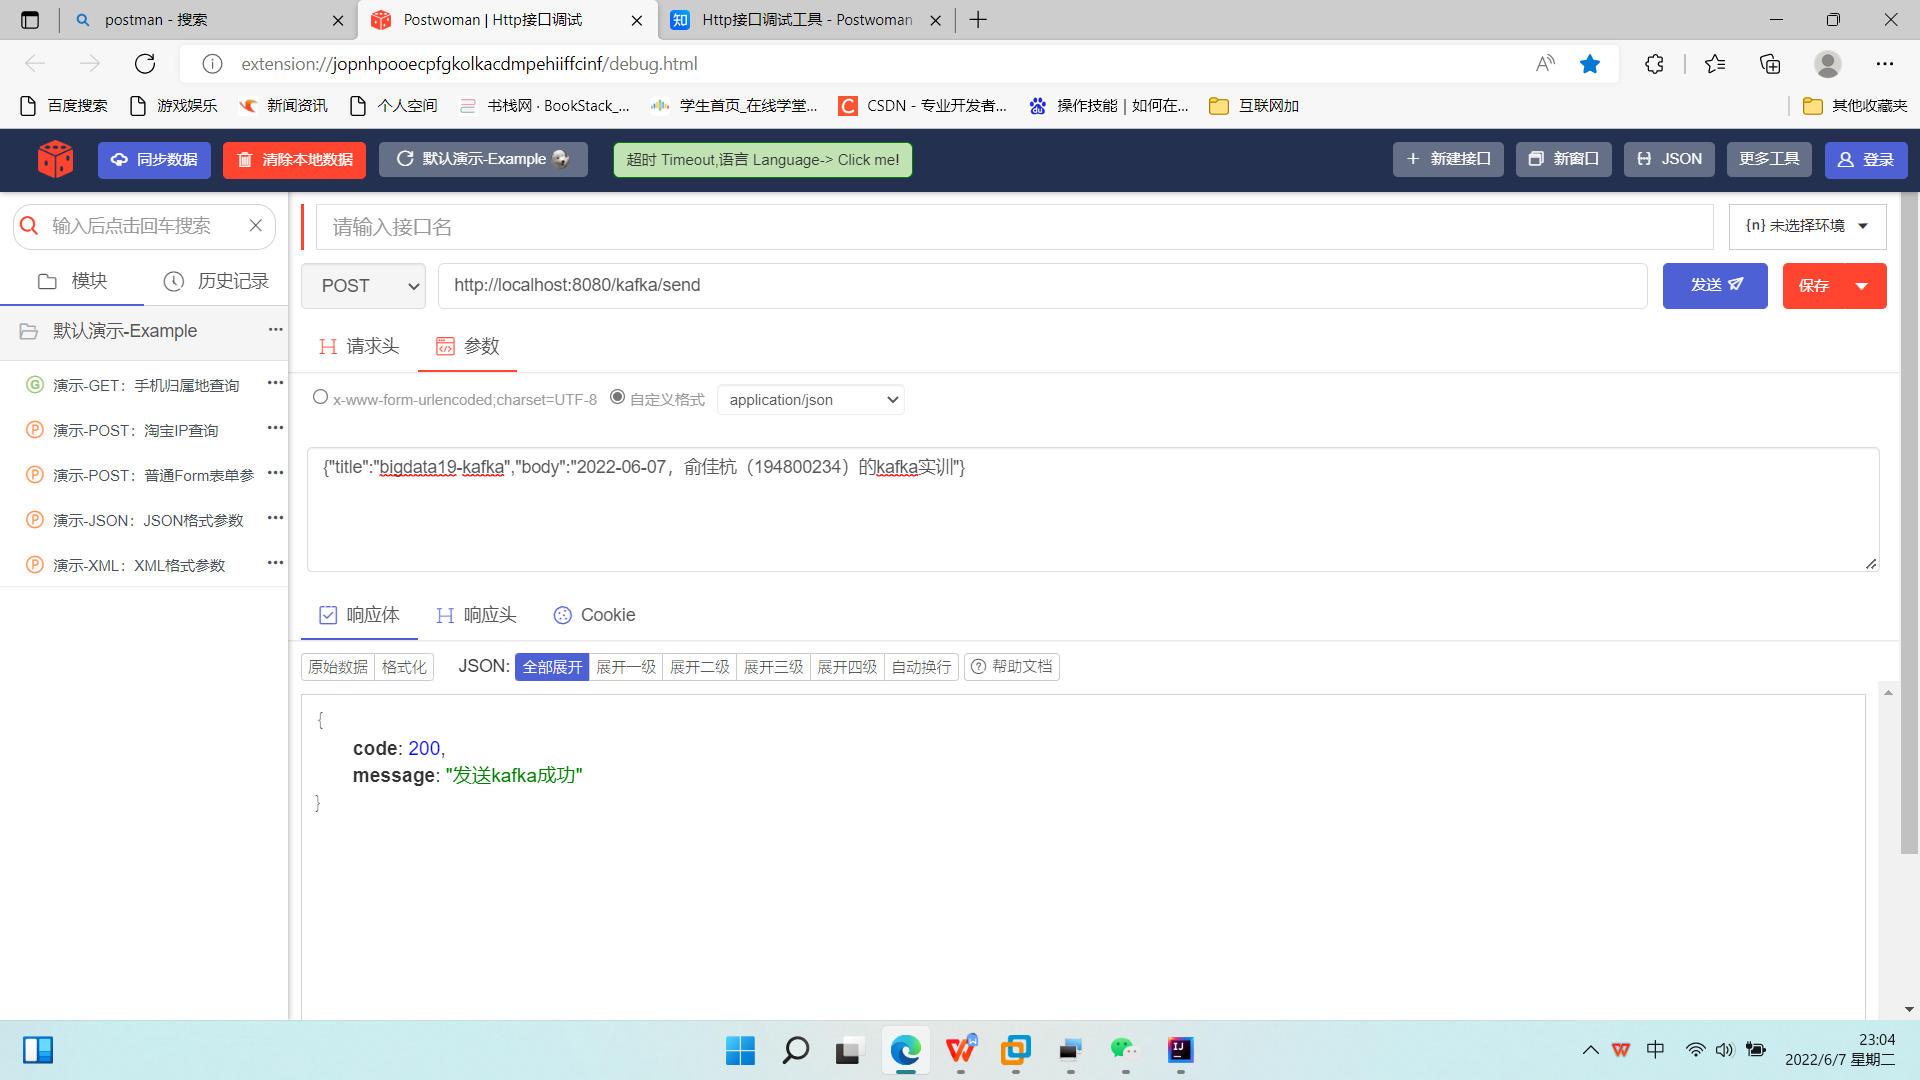 postman - 搜索
Postwoman | Http接口调试
Http接口调试工具 - Postwoman
extension://jopnhpooecpfgkolkacdmpehiiffcinf/debug.html
百度搜索
游戏娱乐
新闻资讯
个人空间
书栈网 · BookStack_...
学生首页_在线学堂...
CSDN - 专业开发者...
操作技能 | 如何在...
互联网加
其他收藏夹
同步数据
清除本地数据
默认演示-Example
超时 Timeout,语言 Language-> Click me!
新建接口
新窗口
JSON
更多工具
登录
输入后点击回车搜索
请输入接口名
{n} 未选择环境
模块
历史记录
POST
http://localhost:8080/kafka/send
发送
保存
默认演示-Example
请求头
参数
演示-GET：手机归属地查询
演示-POST：淘宝IP查询
演示-POST：普通Form表单参
演示-JSON：JSON格式参数
演示-XML：XML格式参数
x-www-form-urlencoded;charset=UTF-8
自定义格式
application/json
{"title":"bigdata19-kafka","body":"2022-06-07，俞佳杭（194800234）的kafka实训"}
响应体
响应头
Cookie
原始数据
格式化
JSON:
全部展开
展开一级
展开二级
展开三级
展开四级
自动换行
帮助文档
{
code: 200,
message: "发送kafka成功"
}
中
23:04
2022/6/7 星期二